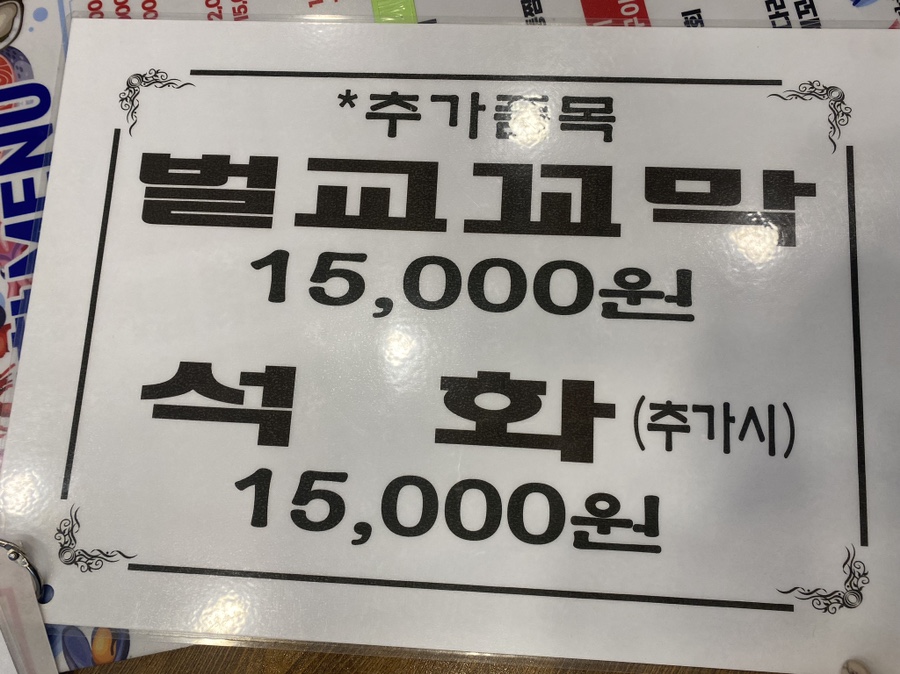 *추가품목
벌교꼬막
15,000원
석 화 (추가시)
15,000원